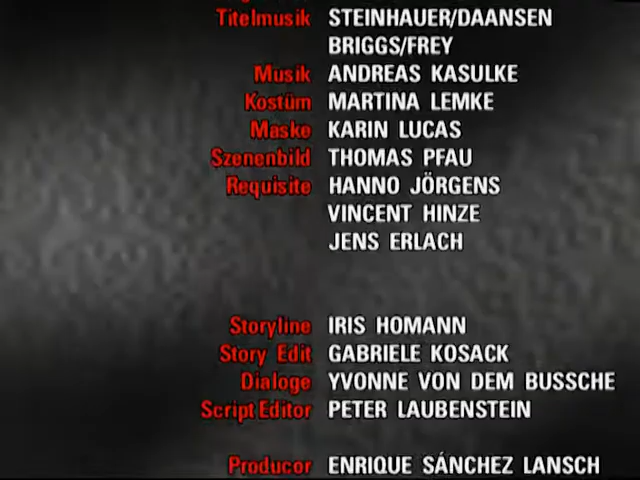 Titelmusik STEINHAUER/DAANSEN
BRIGGS/FREY
Musik ANDREAS KASULKE
Kostüm MARTINA LEMKE
Maske KARIN LUCAS
Szenenbild THOMAS PFAU
Requisite HANNO JÖRGENS
VINCENT HINZE
JENS ERLACH
Storyline IRIS HOMANN
Story Edit GABRIELE KOSACK
Dialoge YVONNE VON DEM BUSSCHE
Script Editor PETER LAUBENSTEIN
Producer ENRIQUE SÁNCHEZ LANSCH